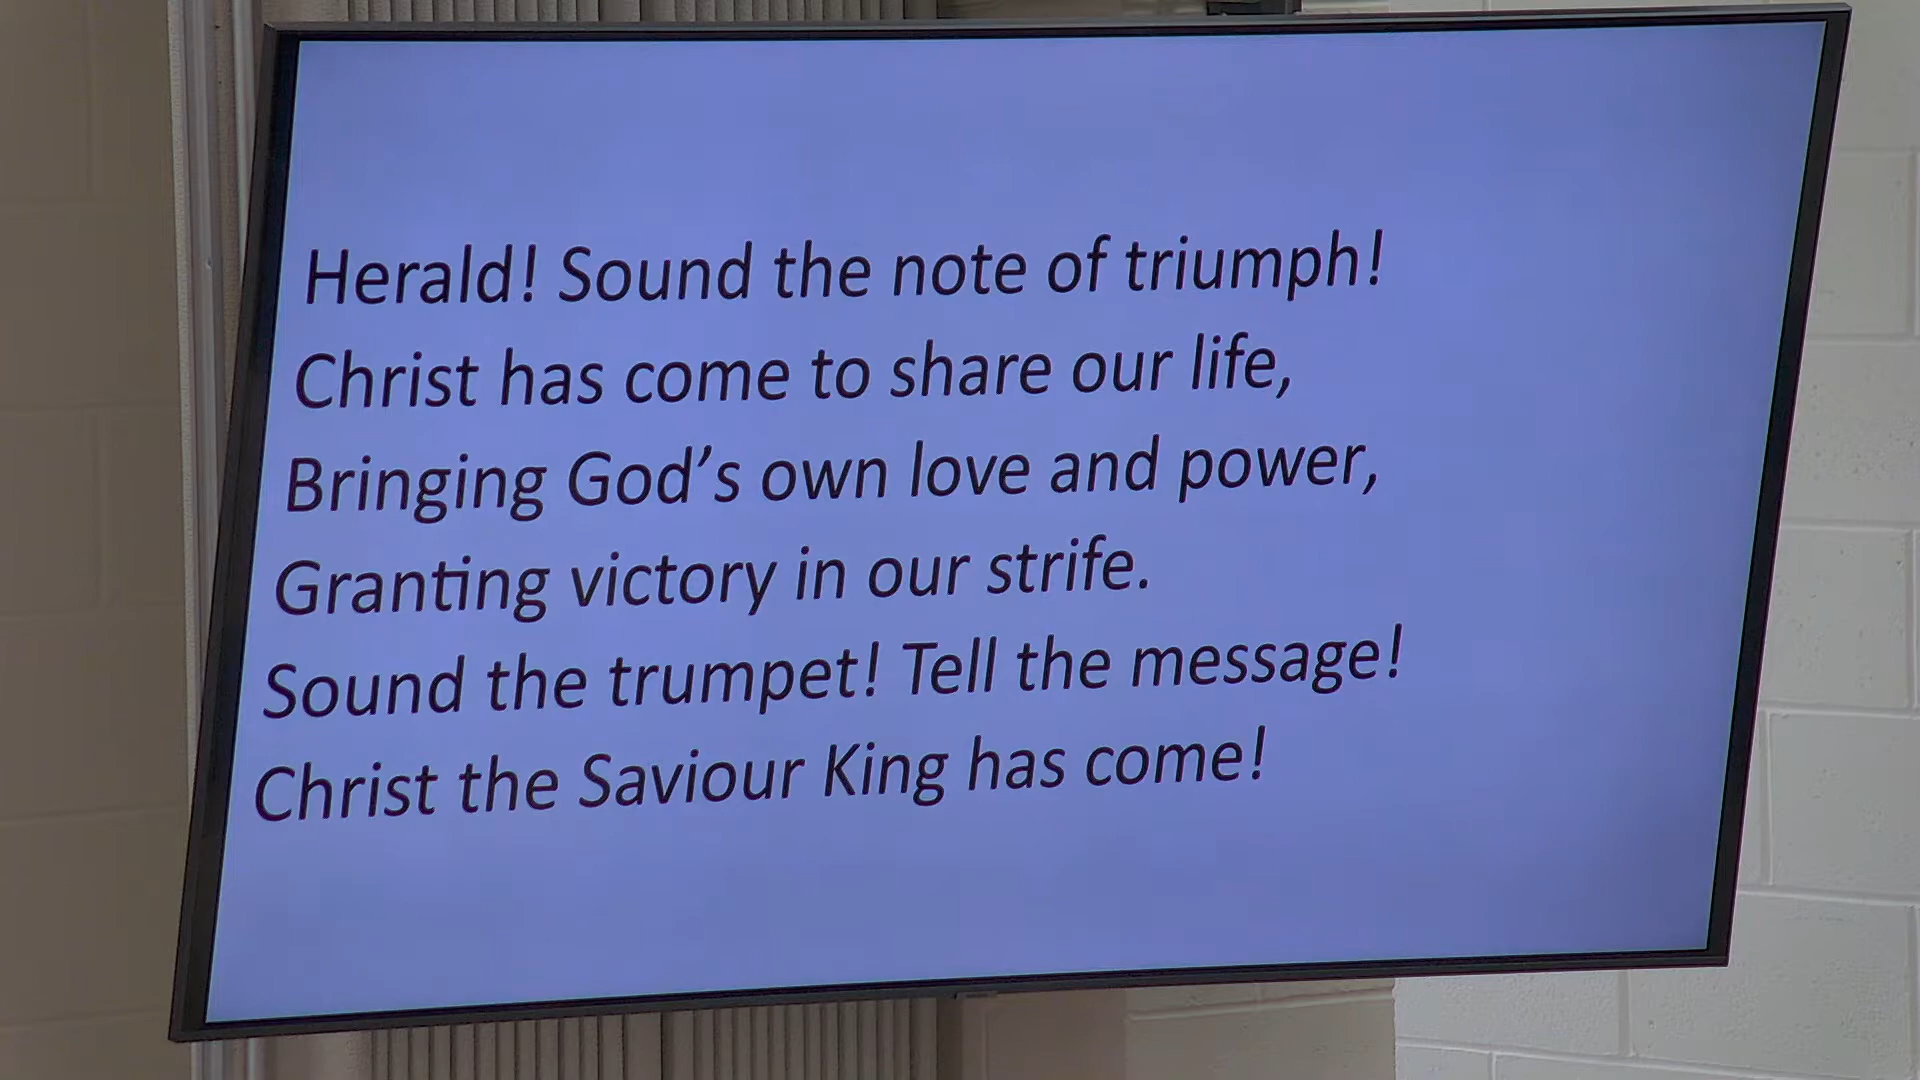 Herald! Sound the note of triumph!
Christ has come to share our life,
Bringing God’s own love and power,
Granting victory in our strife.
Sound the trumpet! Tell the message!
Christ the Saviour King has come!